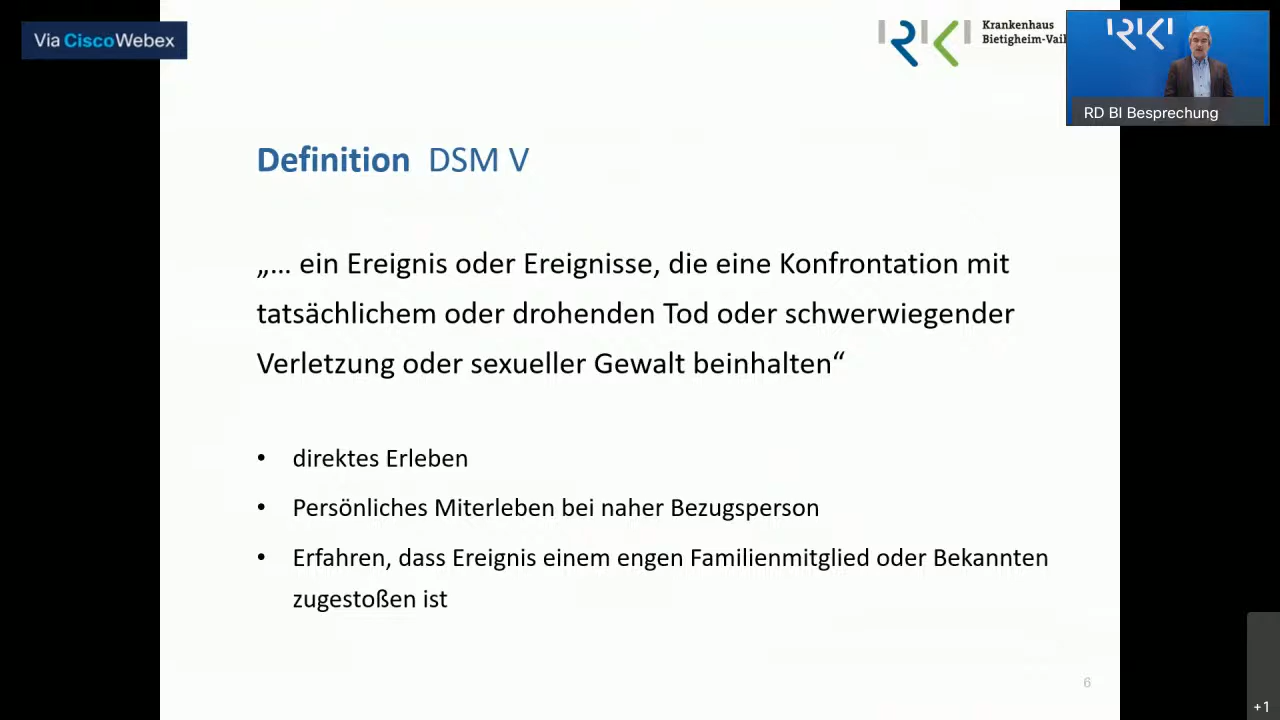 Via CiscoWebex
RKI
Krankenhaus
Bietigheim-Vaih
RKI
RD BI Besprechung
Definition DSM V
„... ein Ereignis oder Ereignisse, die eine Konfrontation mit
tatsächlichem oder drohenden Tod oder schwerwiegender
Verletzung oder sexueller Gewalt beinhalten“
• direktes Erleben
• Persönliches Miterleben bei naher Bezugsperson
• Erfahren, dass Ereignis einem engen Familienmitglied oder Bekannten
zugestoßen ist
6
+1